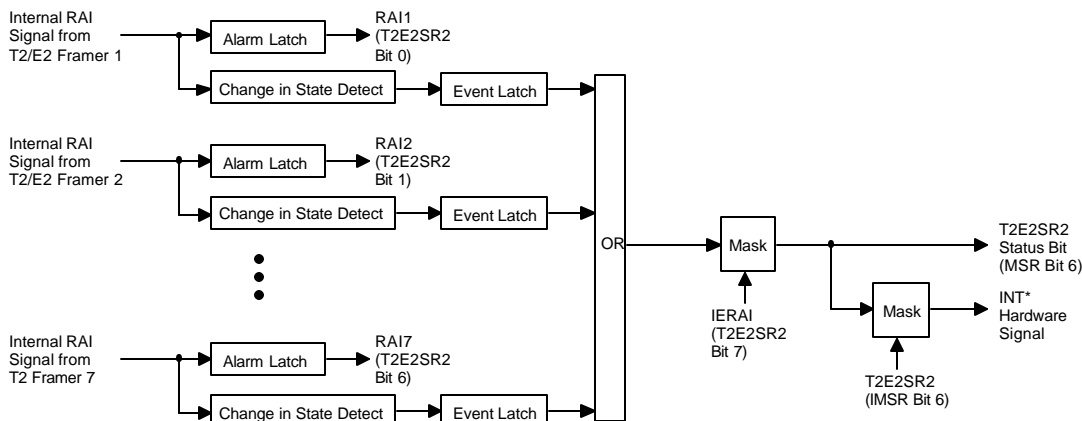 Internal RAI
Signal from
T2/E2 Framer 1
Alarm Latch
RAI1
(T2E2SR2
Bit 0)
Change in State Detect
Event Latch
Internal RAI
Signal from
T2/E2 Framer 2
Alarm Latch
RAI2
(T2E2SR2
Bit 1)
Change in State Detect
Event Latch
OR
Mask
T2E2SR2
Status Bit
(MSR Bit 6)
IERAI
(T2E2SR2
Bit 7)
Mask
INT*
Hardware
Signal
T2E2SR2
(IMSR Bit 6)
Internal RAI
Signal from
T2 Framer 7
Alarm Latch
RAI7
(T2E2SR2
Bit 6)
Change in State Detect
Event Latch